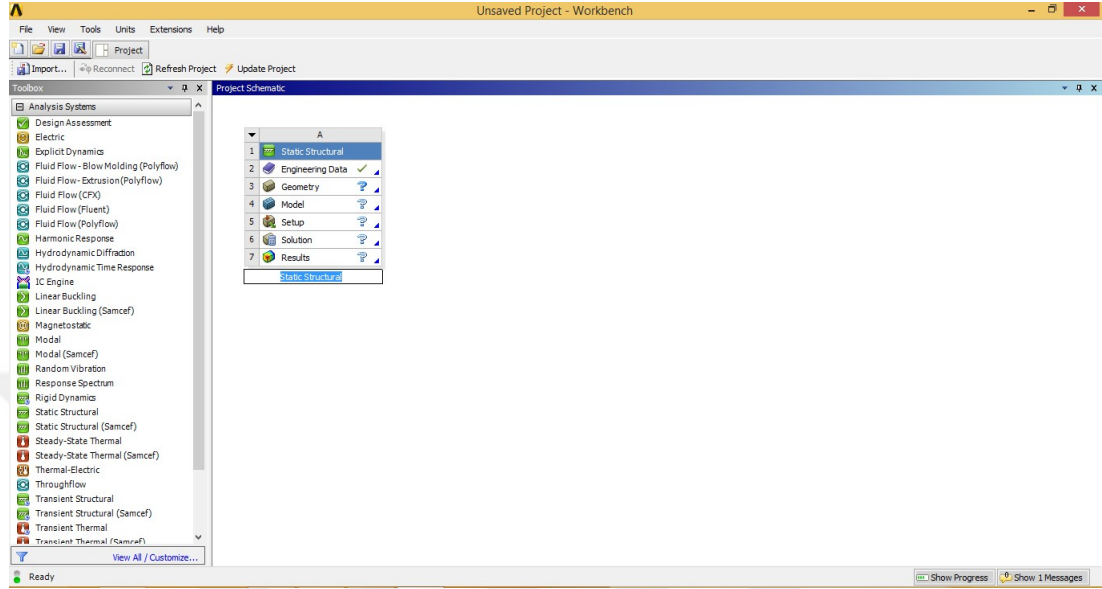 Unsaved Project - Workbench
File View Tools Units Extensions Help
Project
Import... Reconnect Refresh Project Update Project
Toolbox
Project Schematic
Analysis Systems
Design Assessment
Electric
Explicit Dynamics
Fluid Flow - Blow Molding (Polyflow)
Fluid Flow - Extrusion (Polyflow)
Fluid Flow (CFX)
Fluid Flow (Fluent)
Fluid Flow (Polyflow)
Harmonic Response
Hydrodynamic Diffraction
Hydrodynamic Time Response
IC Engine
Linear Buckling
Linear Buckling (Samcef)
Magnetostatic
Modal
Modal (Samcef)
Random Vibration
Response Spectrum
Rigid Dynamics
Static Structural
Static Structural (Samcef)
Steady-State Thermal
Steady-State Thermal (Samcef)
Thermal-Electric
Throughflow
Transient Structural
Transient Structural (Samcef)
Transient Thermal
Transient Thermal (Samcef)
View All / Customize...
A
1 Static Structural
2 Engineering Data
3 Geometry
4 Model
5 Setup
6 Solution
7 Results
Static Structural
Ready
Show Progress Show 1 Messages